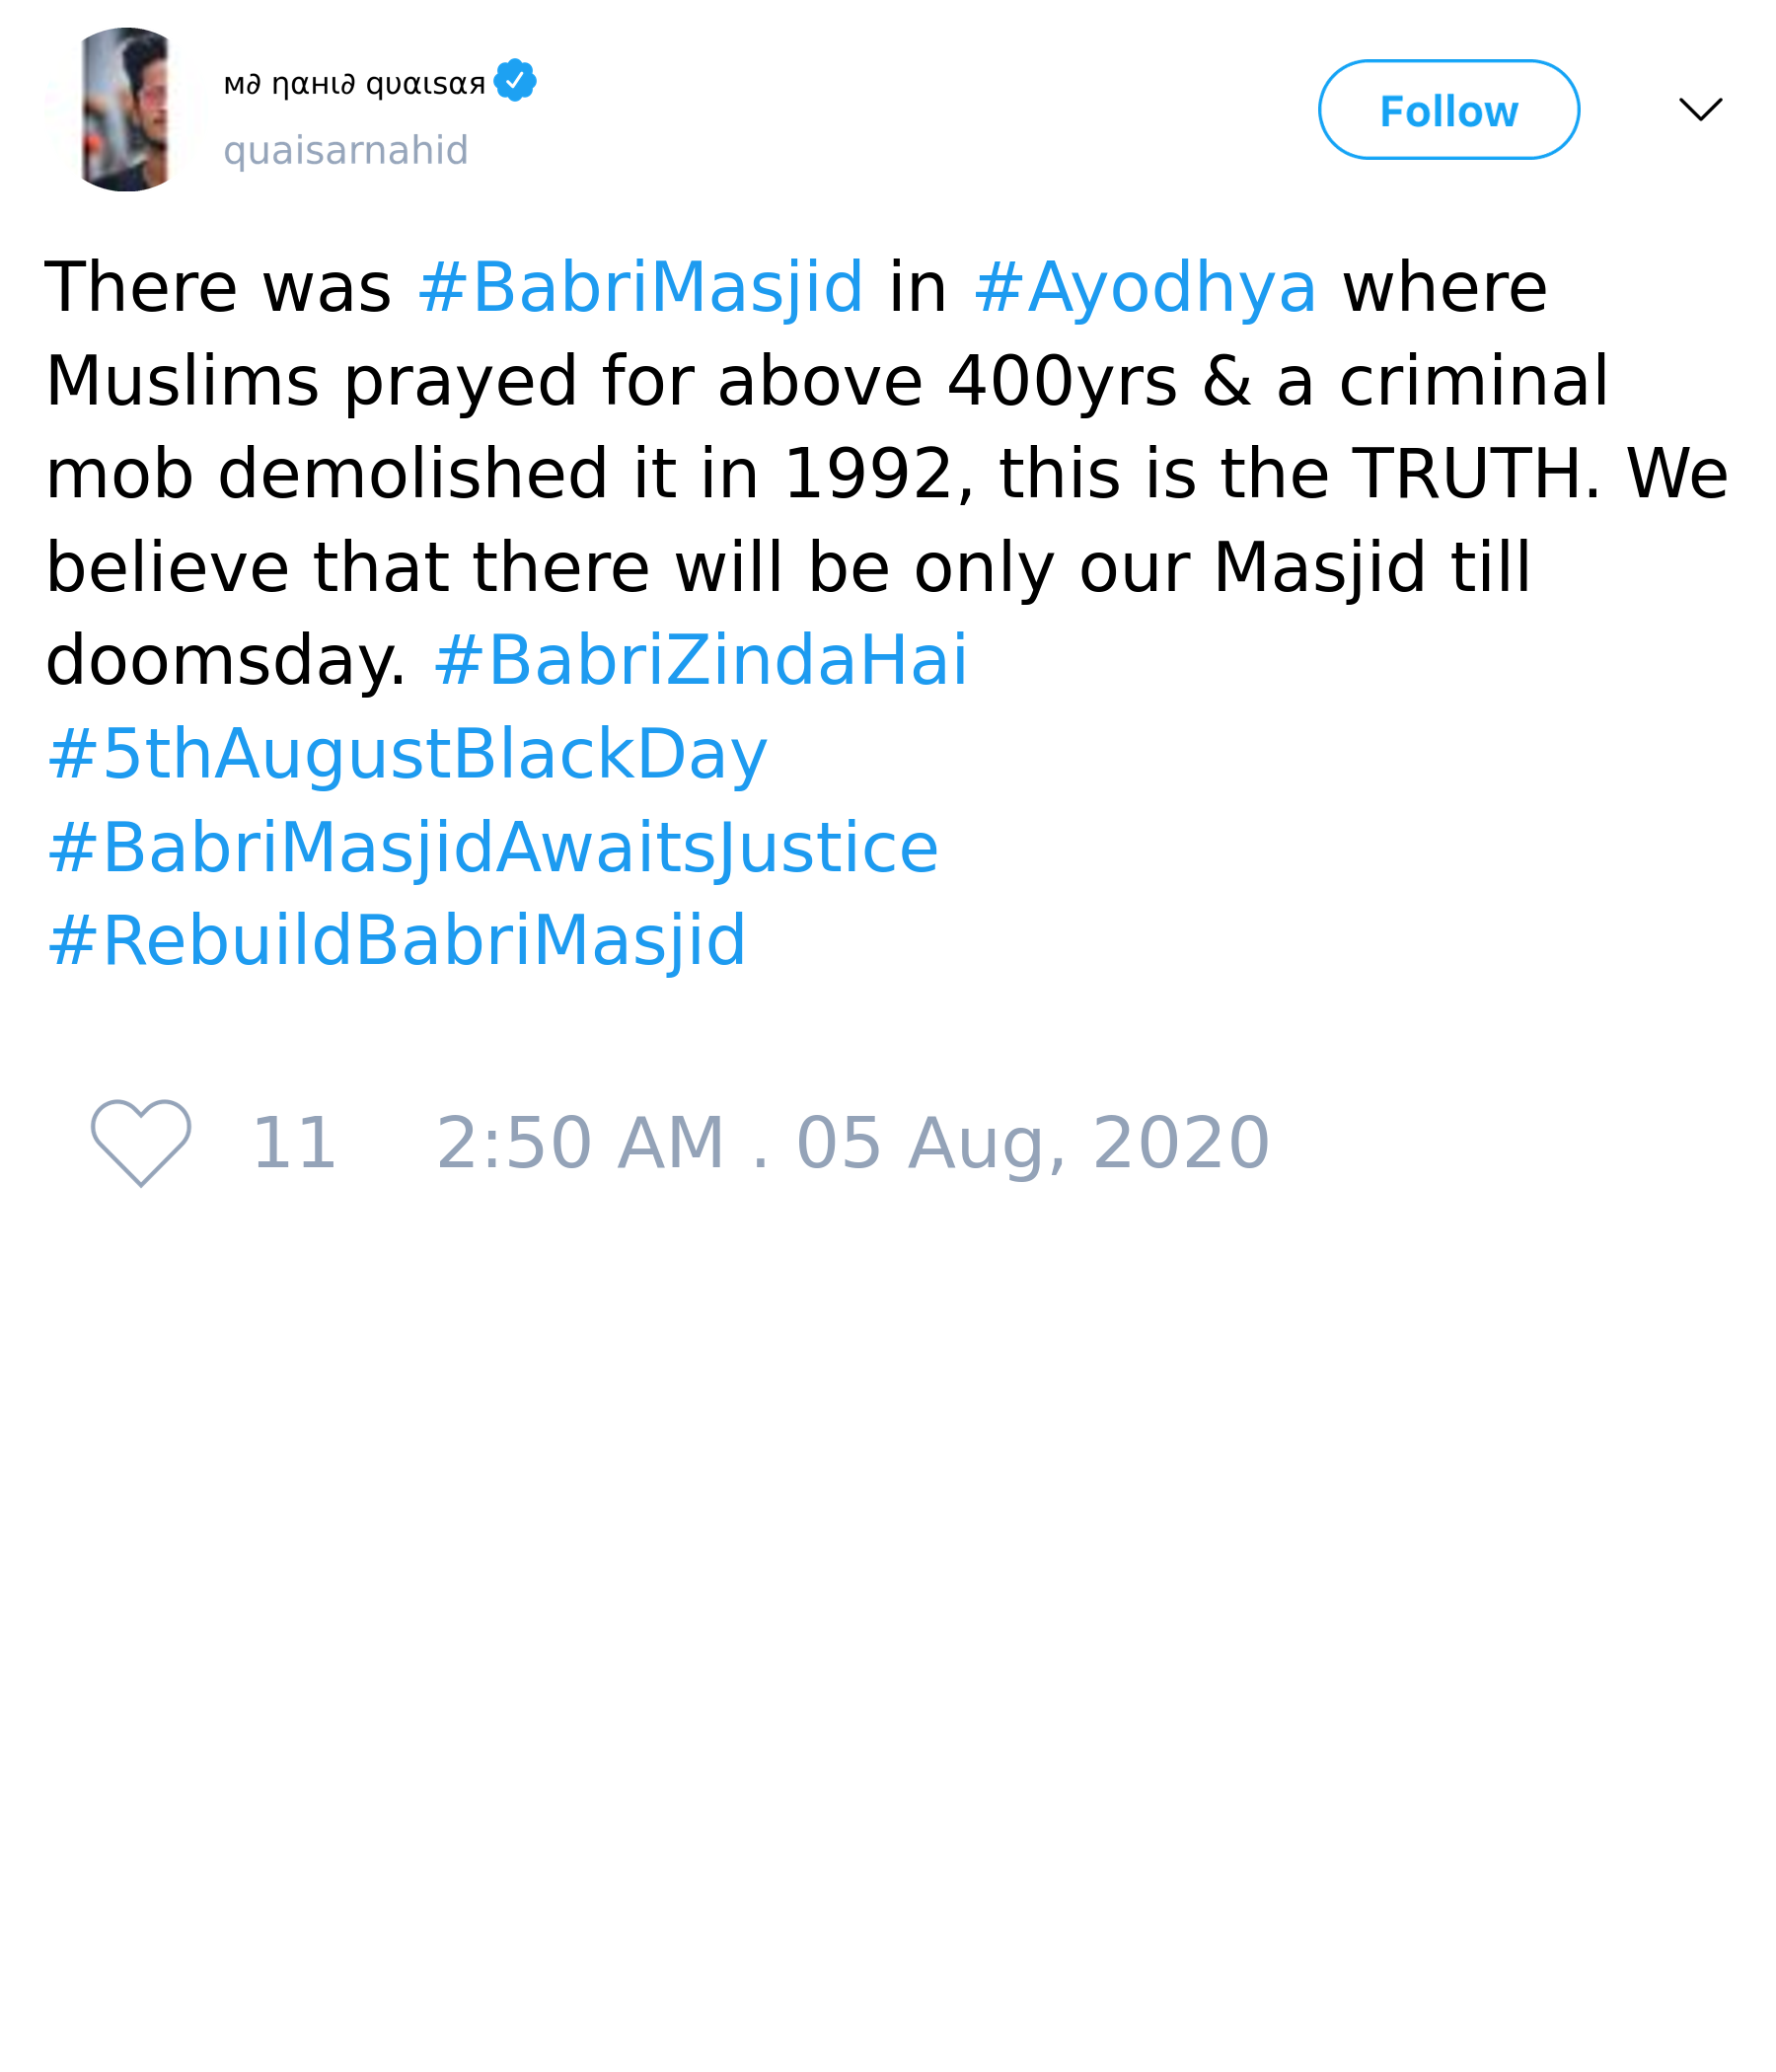 м∂ ηαнι∂ qυαιsαя
quaisarnahid
Follow
There was #BabriMasjid in #Ayodhya where
Muslims prayed for above 400yrs & a criminal
mob demolished it in 1992, this is the TRUTH. We
believe that there will be only our Masjid till
doomsday. #BabriZindaHai
#5thAugustBlackDay
#BabriMasjidAwaitsJustice
#RebuildBabriMasjid
11 2:50 AM . 05 Aug, 2020